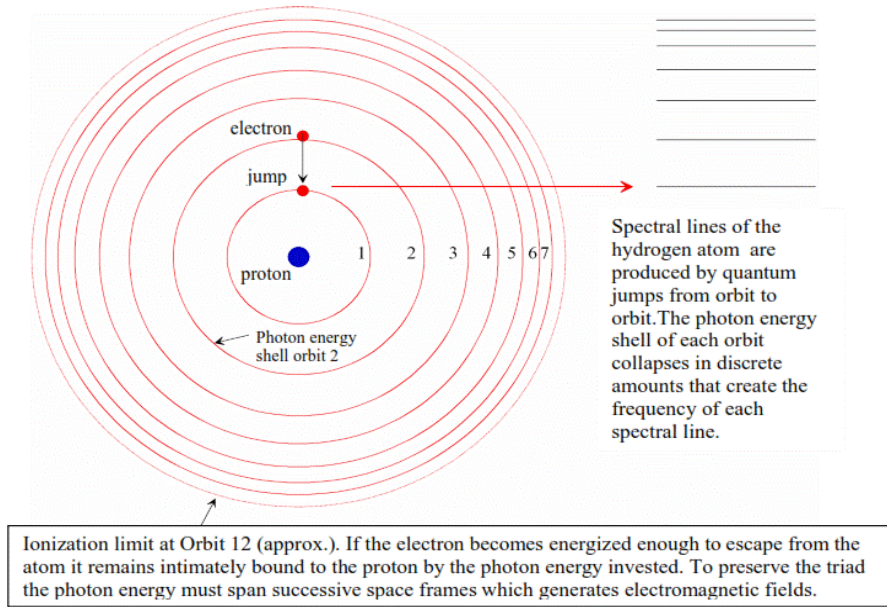 electron
jump
proton
1 2 3 4 5 6 7
Photon energy
shell orbit 2
Spectral lines of the
hydrogen atom are
produced by quantum
jumps from orbit to
orbit.The photon energy
shell of each orbit
collapses in discrete
amounts that create the
frequency of each
spectral line.
Ionization limit at Orbit 12 (approx.). If the electron becomes energized enough to escape from the
atom it remains intimately bound to the proton by the photon energy invested. To preserve the triad
the photon energy must span successive space frames which generates electromagnetic fields.